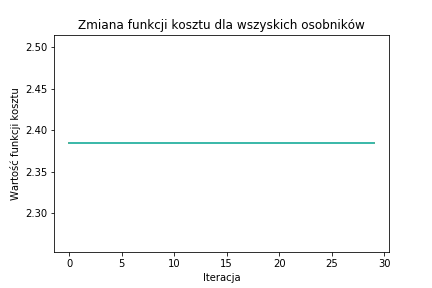 Zmiana funkcji kosztu dla wszyskich osobników
2.50
2.45
2.40
2.35
2.30
Wartość funkcji kosztu
0 5 10 15 20 25 30
Iteracja